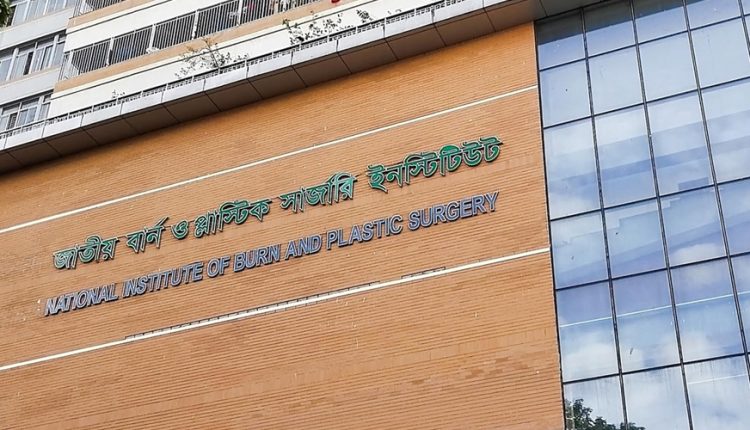 জাতীয় বার্ন ও প্লাস্টিক সার্জারি ইনস্টিটিউট
NATIONAL INSTITUTE OF BURN AND PLASTIC SURGERY